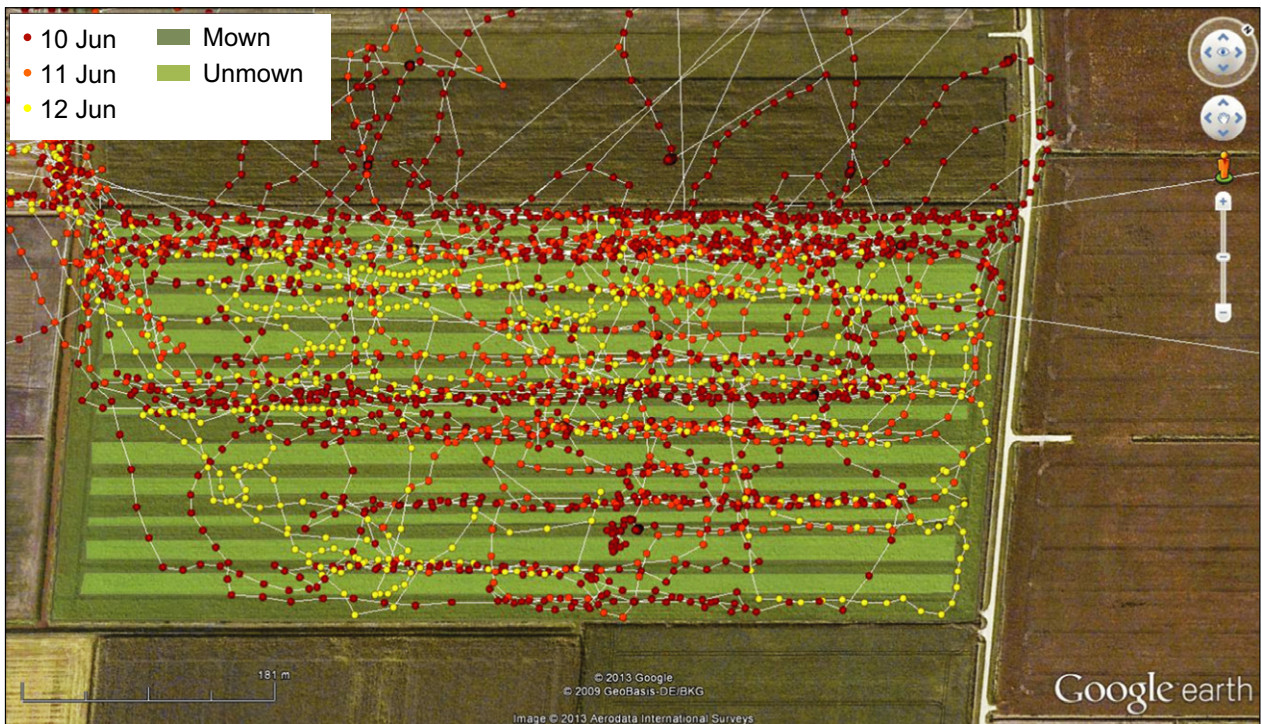 10 Jun
Mown
11 Jun
Unmown
12 Jun
N
181 m
© 2013 Google
© 2009 GeoBasis-DE/BKG
Image © 2013 Aerodata International Surveys
Google earth